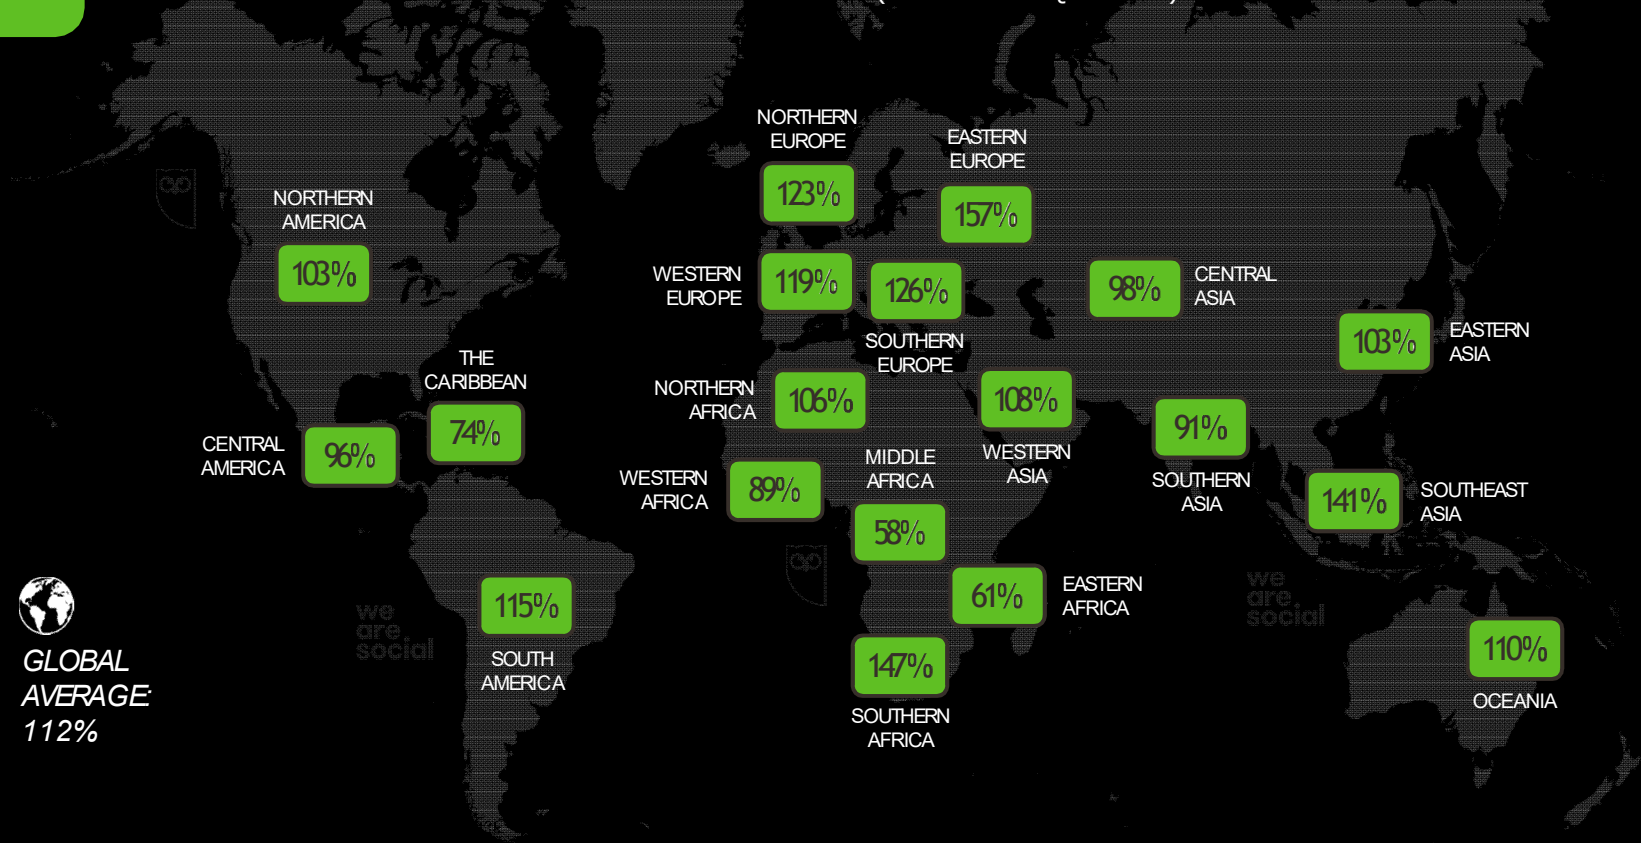 NORTHERN
EUROPE
123%
EASTERN
EUROPE
157%
NORTHERN
AMERICA
103%
WESTERN
EUROPE
119%
126%
SOUTHERN
EUROPE
98%
CENTRAL
ASIA
103%
EASTERN
ASIA
THE
CARIBBEAN
74%
NORTHERN
AFRICA
106%
108%
WESTERN
ASIA
91%
SOUTHERN
ASIA
CENTRAL
AMERICA
96%
WESTERN
AFRICA
89%
MIDDLE
AFRICA
58%
141%
SOUTHEAST
ASIA
61%
EASTERN
AFRICA
115%
SOUTH
AMERICA
147%
SOUTHERN
AFRICA
110%
OCEANIA
GLOBAL
AVERAGE:
112%
we
are
social
we
are
social